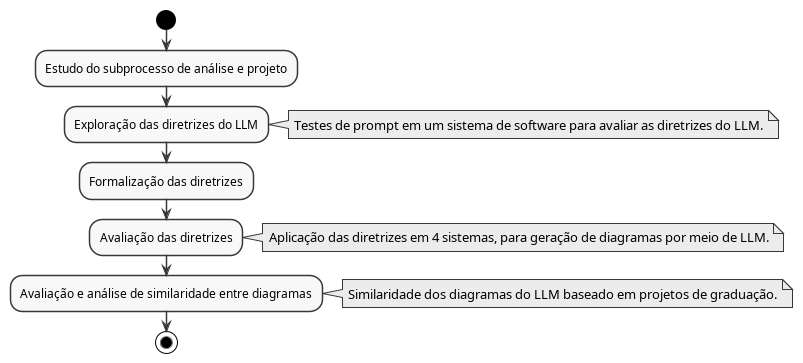 Estudo do subprocesso de análise e projeto
Exploração das diretrizes do LLM
Testes de prompt em um sistema de software para avaliar as diretrizes do LLM.
Formalização das diretrizes
Avaliação das diretrizes
Aplicação das diretrizes em 4 sistemas, para geração de diagramas por meio de LLM.
Avaliação e análise de similaridade entre diagramas
Similaridade dos diagramas do LLM baseado em projetos de graduação.